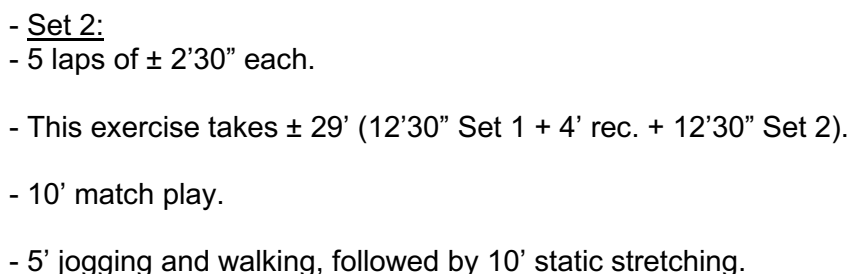 - Set 2:
- 5 laps of ± 2’30” each.
- This exercise takes ± 29’ (12’30” Set 1 + 4’ rec. + 12’30” Set 2).
- 10’ match play.
- 5’ jogging and walking, followed by 10’ static stretching.